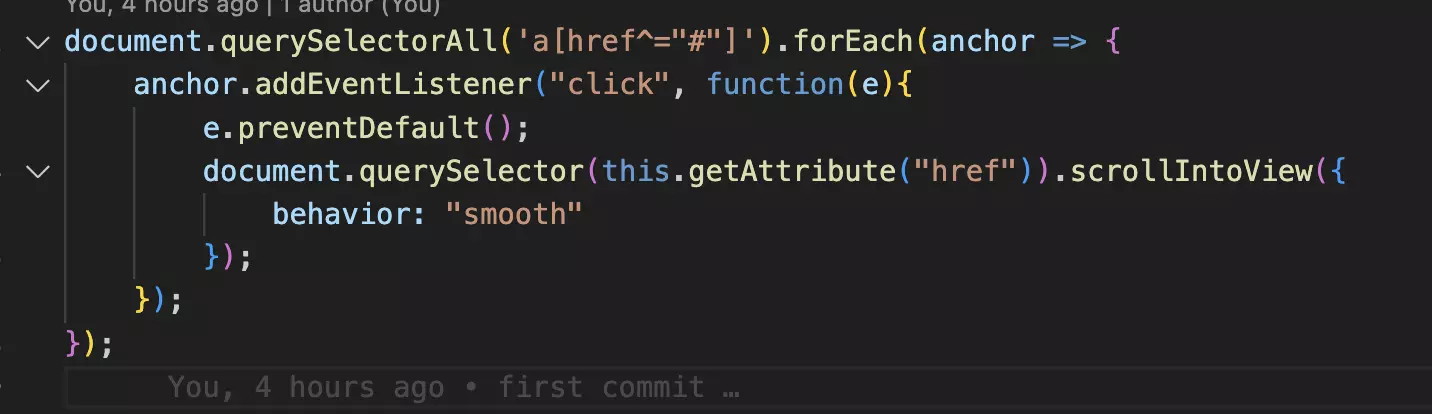 You, 4 hours ago | 1 author (You)
document.querySelectorAll('a[href^="#"]').forEach(anchor => {
    anchor.addEventListener("click", function(e){
        e.preventDefault();
        document.querySelector(this.getAttribute("href")).scrollIntoView({
            behavior: "smooth"
        });
    });
});
You, 4 hours ago • first commit …